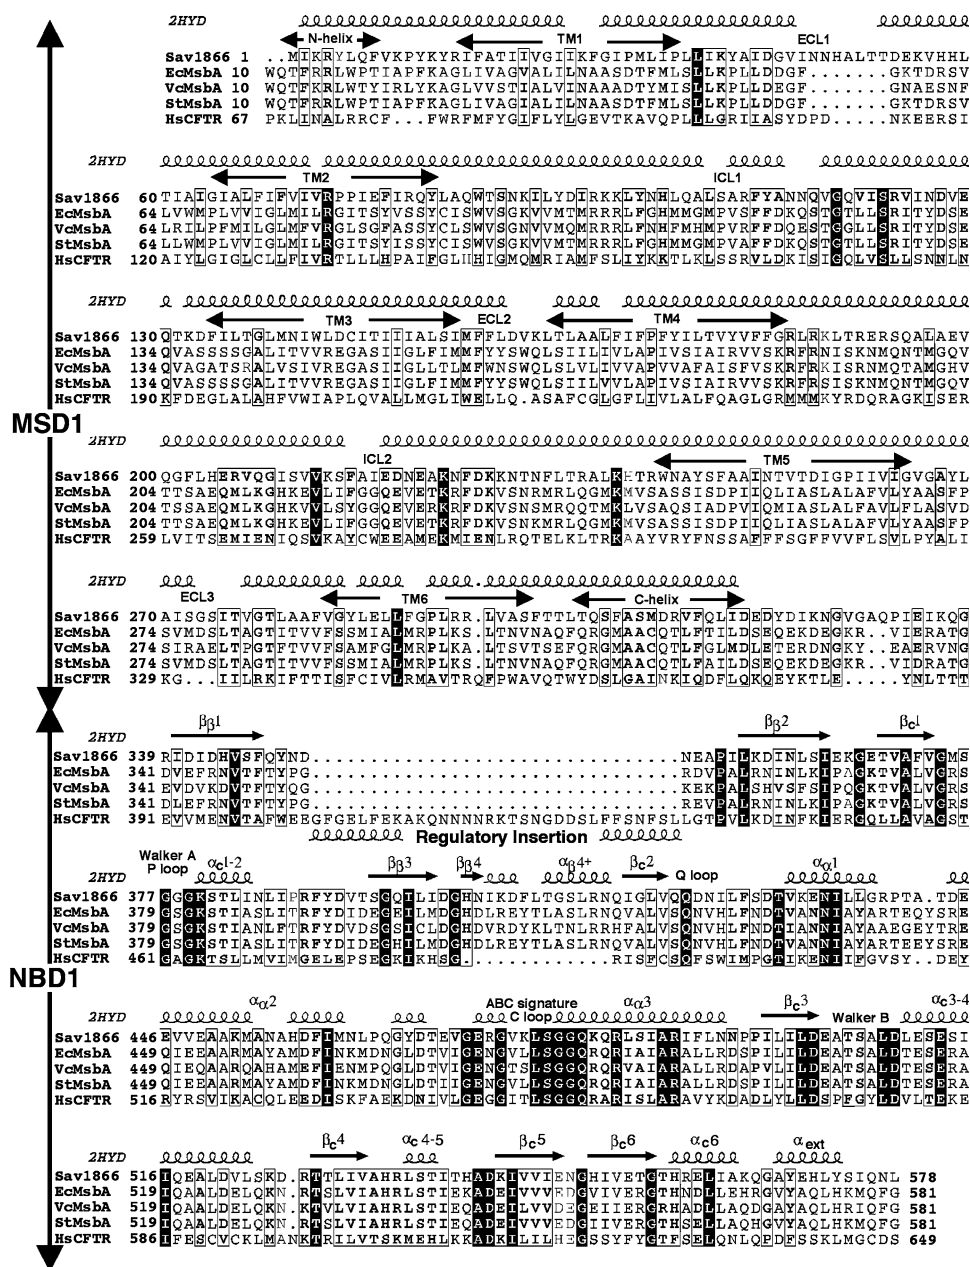 2HYD
N-helix TM1 ECL1
Sav1866 1 ..MIKRYLQFVKPYKYRIFATIIVGIIKFGIPMLIPLLIKYAIDGVINNHALTTDEKVHHL
EcMsbA 10 WQTFRRLWPTIAPFKAGLIVAGVALILNAASDTFMLSLLKPLLDDGF.......GKTDRSV
VcMsbA 10 WQTFKRLWTYIRLYKAGLVVSTIALVINAAADTYMISLLKPLLDEGF.......GNAESNF
StMsbA 10 WQTFRRLWPTIAPFKAGLIVAGIALILNAASDTFMLSLLKPLLDDGF.......GKTDRSV
HsCFTR 67 PKLINALRRCF...FWRFMFYGIFLYLGEVTKAVQPLLLGRIIASYDPD.....NKEERSI
2HYD
TM2 ICL1
Sav1866 60 TIAIGIALFIFVIVRPPIEFIRQYLAQWTSNKILYDIRKKLYNHLQALSARFYANNQVGQVISRVINDVE
EcMsbA 64 LVWMPLVVIGLMILRGITSYVSSYCISWVSGKVVMTMRRRLFGHMMGMPVSFFDKQSTGTLLSRITYDSE
VcMsbA 64 LRILPFMILGLMFVRGLSGFASSYCLSWVSGNVVMQMRRRLFNHFMHMPVRFFDQESTGGLLSRITYDSE
StMsbA 64 LLWMPLVVIGLMILRGITSYISSYCISWVSGKVVMTMRRRLFGHMMGMPVAFFDKQSTGTLLSRITYDSE
HsCFTR 120 AIYLGIGLCLLFIVRTLLLHPAIFGLHHIGMQMRIAMFSLIYKKTLKLSSRVLDKISIGQLVSLLSNNLN
2HYD
TM3 ECL2 TM4
Sav1866 130 QTKDFILTGLMNIWLDCITIIIALSIMFFLDVKLTLAALFIFPFYILTVYVFFGRLRKLTRERSQALAEV
EcMsbA 134 QVASSSSGALITVVREGASIIGLFIMMFYYSWQLSIILIVLAPIVSIAIRVVSKRFRNISKNMQNTMGQV
VcMsbA 134 QVAGATSRALVSIVREGASIIGLLTLMFWNSWQLSLVLIVVAPVVAFAISFVSKRFRKISRNMQTAMGHV
StMsbA 134 QVASSSSGALITVVREGASIIGLFIMMFYYSWQLSIILVVLAPIVSIAIRVVSKRFRSISKNMQNTMGQV
HsCFTR 190 KFDEGLALAHFVWIAPLQVALLMGLIWELLQ.ASAFCGLGFLIVLALFQAGLGRMMMKYRDQRAGKISER
MSD1
2HYD
ICL2 TM5
Sav1866 200 QGFLHERVQGISVVKSFAIEDNEAKNFDKKNTNFLTRALKHTRWNAYSFAAINTVTDIGPIIVIGVGAYL
EcMsbA 204 TTSAEQMLKGHKEVLIFGGQEVETKRFDKVSNRMRLQGMKMVSASSISDPIIQLIASLALAFVLYAASFP
VcMsbA 204 TSSAEQMLKGHKVVLSYGGQEVERKRFDKVSNSMRQQTMKLVSAQSIADPVIQMIASLALFAVLFLASVD
StMsbA 204 TTSAEQMLKGHKEVLIFGGQEVETKRFDKVSNKMRLQGMKMVSASSISDPIIQLIASLALAFVLYAASFP
HsCFTR 259 LVITSEMIENIQSVKAYCWEEAMEKMIENLRQTELKLTRKAAYVRYFNSSAFFFSGFFVVFLSVLPYALI
2HYD
ECL3 TM6 C-helix
Sav1866 270 AISGSITVGTLAAFVGYLELLFGPLRR.LVASFTTLTQSFASMDRVFQLIDEDYDIKNGVGAQPIEIKQG
EcMsbA 274 SVMDSLTAGTITVVFSSMIALMRPLKS.LTNVNAQFQRGMAACQTLFTILDSEQEKDEGKR..VIERATG
VcMsbA 274 SIRAELTPGTFTVVFSAMFGLMRPLKA.LTSVTSEFQRGMAACQTLFGLMDLETERDNGKY..EAERVNG
StMsbA 274 SVMDSLTAGTITVVFSSMIALMRPLKS.LTNVNAQFQRGMAACQTLFAILDSEQEKDEGKR..VIDRATG
HsCFTR 329 KG...IILRKIFTTISFCIVLRMAVTRQFPWAVQTWYDSLGAINKIQDFLQKQEYKTLE.....YNLTTT
2HYD
ββ1 ββ2 βC1
Sav1866 339 RIDIDHVSFQYND................................NEAPILKDINLSIEKGETVAFVGMS
EcMsbA 341 DVEFRNVTFTYPG................................RDVPALRNINLKIPAGKTVALVGRS
VcMsbA 341 EVDVKDVTFTYQG................................KEKPALSHVSFSIPQGKTVALVGRS
StMsbA 341 DLEFRNVTFTYPG................................REVPALRNINLKIPAGKTVALVGRS
HsCFTR 391 EVVMENVTAFWEEGFGELFEKAKQNNNNRKTSNGDDSLFFSNFSLLGTPVLKDINFKIERGQLLAVAGST
Regulatory Insertion
Walker A
P loop αC1-2 ββ3 ββ4 αβ4+ βC2 Q loop αα1
2HYD
Sav1866 377 GGGKSTLINLIPRFYDVTSGQILIDGHNIKDFLTGSLRNQIGLVQQDNILFSDTVKENILLGRPTA.TDE
EcMsbA 379 GSGKSTIASLITRFYDIDEGEILMDGHDLREYTLASLRNQVALVSQNVHLFNDTVANNIAYARTEQYSRE
VcMsbA 379 GSGKSTIANLFTRFYDVDSGSICLDGHDVRDYKLTNLRRHFALVSQNVHLFNDTIANNIAYAAEGEYTRE
StMsbA 379 GSGKSTIASLITRFYDIDEGHILMDGHDLREYTLASLRNQVALVSQNVHLFNDTVANNIAYARTEEYSRE
HsCFTR 461 GAGKTSLLMVIMGELEPSEGKIKHSG.............RISFCSQFSWIMPGTIKENIIFGVSY..DEY
NBD1
2HYD
αα2 ABC signature
C loop αα3 βC3 Walker B αC3-4
Sav1866 446 EVVEAAKMANAHDFIMNLPQGYDTEVGERGVKLSGGQKQRLSIARIFLNNPPILILDEATSALDLESESI
EcMsbA 449 QIEEAARMAYAMDFINKMDNGLDTVIGENGVLLSGGQRQRIAIARALLRDSPILILDEATSALDTESERA
VcMsbA 449 QIEQAARQAHAMEFIENMPQGLDTVIGENGTSLSGGQRQRVAIARALLRDAPVLILDEATSALDTESERA
StMsbA 449 QIEEAARMAYAMDFINKMDNGLDTIIGENGVLLSGGQRQRIAIARALLRDSPILILDEATSALDTESERA
HsCFTR 516 RYRSVIKACQLEEDISKFAEKDNIVLGEGGITLSGGQRARISLARAVYKDADLYLLDSPFGYLDVLTEKE
2HYD
βC4 αC4-5 βC5 βC6 αC6 αext
Sav1866 516 IQEALDVLSKD.RTTLIVAHRLSTITHADKIVVIENGHIVETGTHRELIAKQGAYEHLYSIQNL 578
EcMsbA 519 IQAALDELQKN.RTSLVIAHRLSTIEKADEIVVVEDGVIVERGTHNDLLEHRGVYAQLHKMQFG 581
VcMsbA 519 IQAALDELQKN.KTVLVIAHRLSTIEQADEILVVDEGEIIERGRHADLLAQDGAYAQLHRIQFG 581
StMsbA 519 IQAALDELQKN.RTSLVIAHRLSTIEQADEIVVVEDGIIVERGTHSELLAQHGVYAQLHKMQFG 581
HsCFTR 586 IFESCVCKLMANKTRILVTSKMEHLKKADKILILHEGSSYFYGTFSELQNLQPDFSSKLMGCDS 649